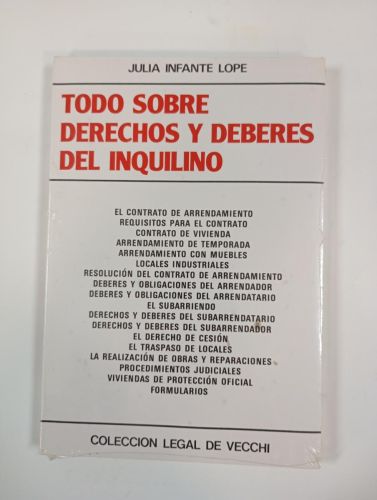 JULIA INFANTE LOPE
TODO SOBRE
DERECHOS Y DEBERES
DEL INQUILINO
EL CONTRATO DE ARRENDAMIENTO
REQUISITOS PARA EL CONTRATO
CONTRATO DE VIVIENDA
ARRENDAMIENTO DE TEMPORADA
ARRENDAMIENTO CON MUEBLES
LOCALES INDUSTRIALES
RESOLUCIÓN DEL CONTRATO DE ARRENDAMIENTO
DEBERES Y OBLIGACIONES DEL ARRENDADOR
DEBERES Y OBLIGACIONES DEL ARRENDATARIO
EL SUBARRIENDO
DERECHOS Y DEBERES DEL SUBARRENDATARIO
DERECHOS Y DEBERES DEL SUBARRENDADOR
EL DERECHO DE CESIÓN
EL TRASPASO DE LOCALES
LA REALIZACIÓN DE OBRAS Y REPARACIONES
PROCEDIMIENTOS JUDICIALES
VIVIENDAS DE PROTECCIÓN OFICIAL
FORMULARIOS
COLECCION LEGAL DE VECCHI